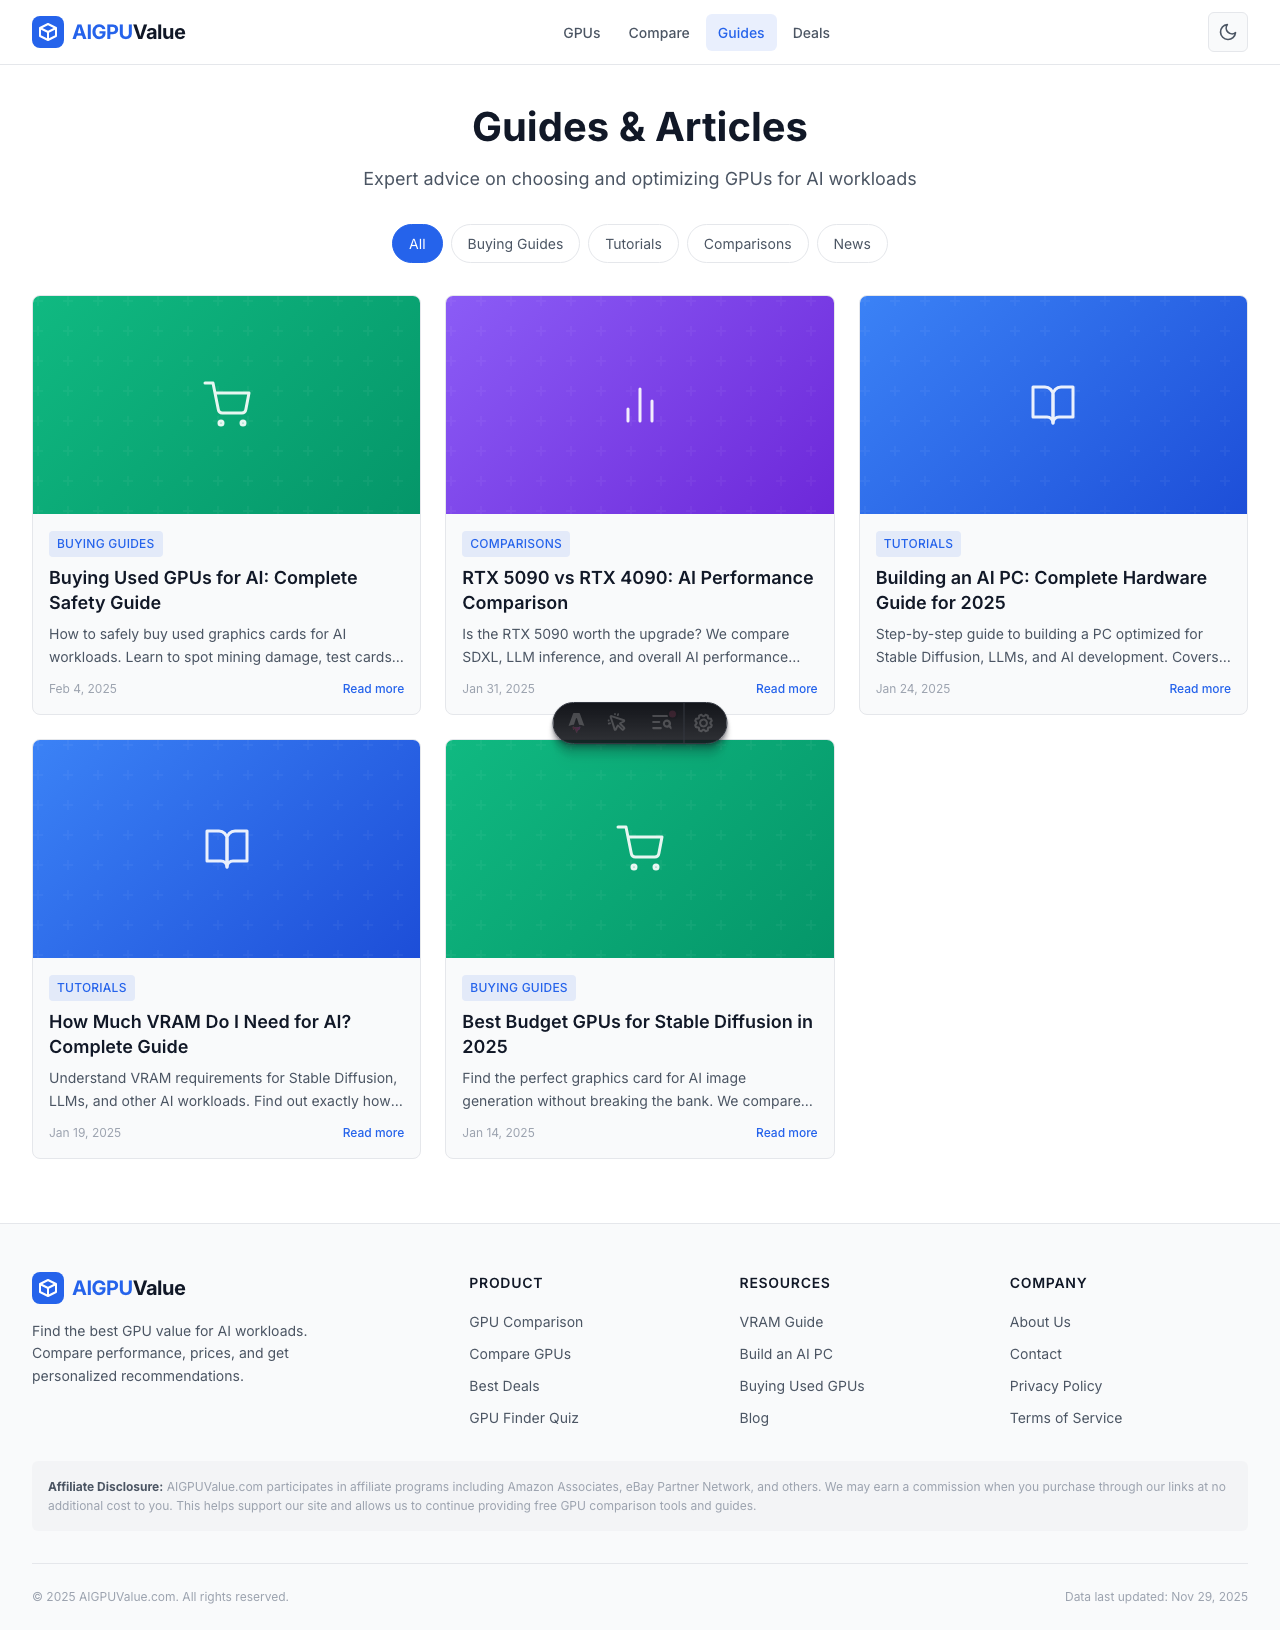 AIGPUValue
GPUs
Compare
Guides
Deals
Guides & Articles
Expert advice on choosing and optimizing GPUs for AI workloads
All
Buying Guides
Tutorials
Comparisons
News
BUYING GUIDES
Buying Used GPUs for AI: Complete
Safety Guide
How to safely buy used graphics cards for AI
workloads. Learn to spot mining damage, test cards...
Feb 4, 2025
Read more
COMPARISONS
RTX 5090 vs RTX 4090: AI Performance
Comparison
Is the RTX 5090 worth the upgrade? We compare
SDXL, LLM inference, and overall AI performance...
Jan 31, 2025
Read more
TUTORIALS
Building an AI PC: Complete Hardware
Guide for 2025
Step-by-step guide to building a PC optimized for
Stable Diffusion, LLMs, and AI development. Covers...
Jan 24, 2025
Read more
TUTORIALS
How Much VRAM Do I Need for AI?
Complete Guide
Understand VRAM requirements for Stable Diffusion,
LLMs, and other AI workloads. Find out exactly how...
Jan 19, 2025
Read more
BUYING GUIDES
Best Budget GPUs for Stable Diffusion in
2025
Find the perfect graphics card for AI image
generation without breaking the bank. We compare...
Jan 14, 2025
Read more
AIGPUValue
Find the best GPU value for AI workloads.
Compare performance, prices, and get
personalized recommendations.
PRODUCT
GPU Comparison
Compare GPUs
Best Deals
GPU Finder Quiz
RESOURCES
VRAM Guide
Build an AI PC
Buying Used GPUs
Blog
COMPANY
About Us
Contact
Privacy Policy
Terms of Service
Affiliate Disclosure: AIGPUValue.com participates in affiliate programs including Amazon Associates, eBay Partner Network, and others. We may earn a commission when you purchase through our links at no
additional cost to you. This helps support our site and allows us to continue providing free GPU comparison tools and guides.
© 2025 AIGPUValue.com. All rights reserved.
Data last updated: Nov 29, 2025